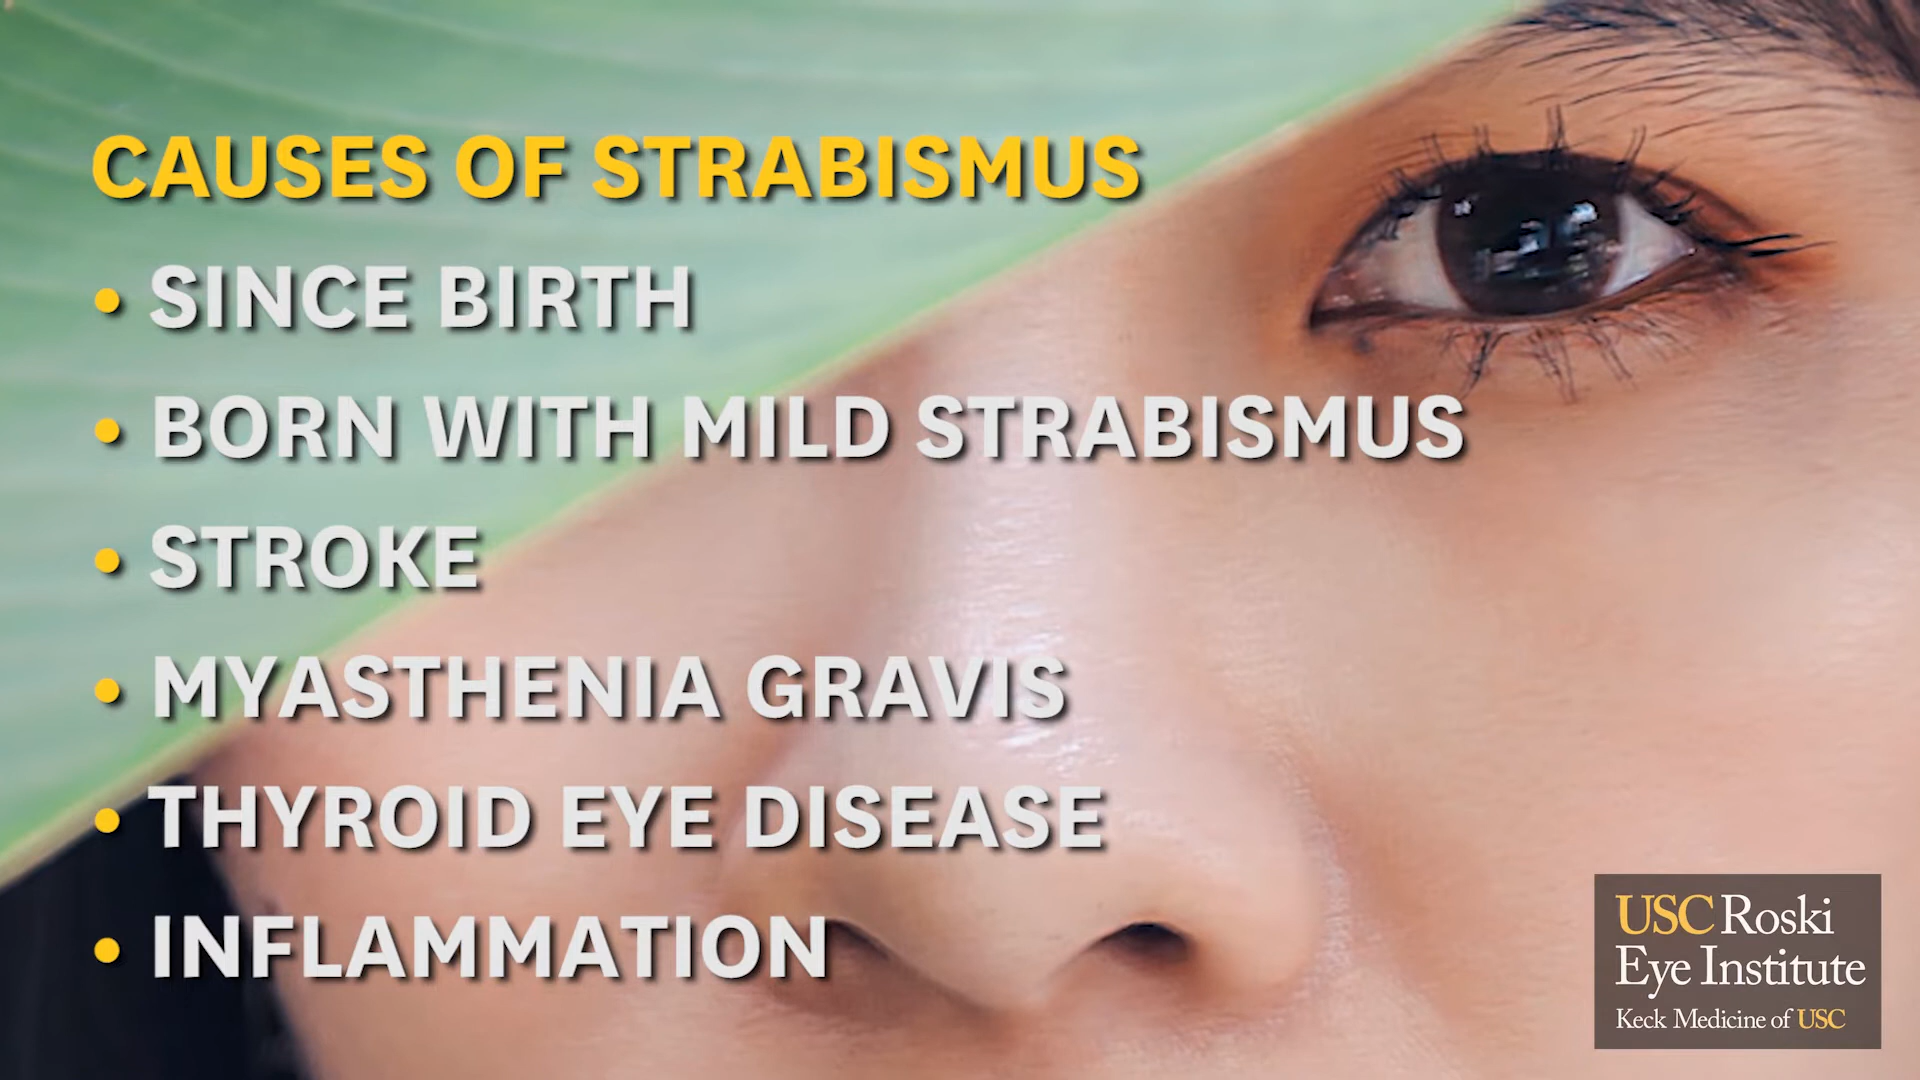 CAUSES OF STRABISMUS
• SINCE BIRTH
• BORN WITH MILD STRABISMUS
• STROKE
• MYASTHENIA GRAVIS
• THYROID EYE DISEASE
• INFLAMMATION
USC Roski
Eye Institute
Keck Medicine of USC